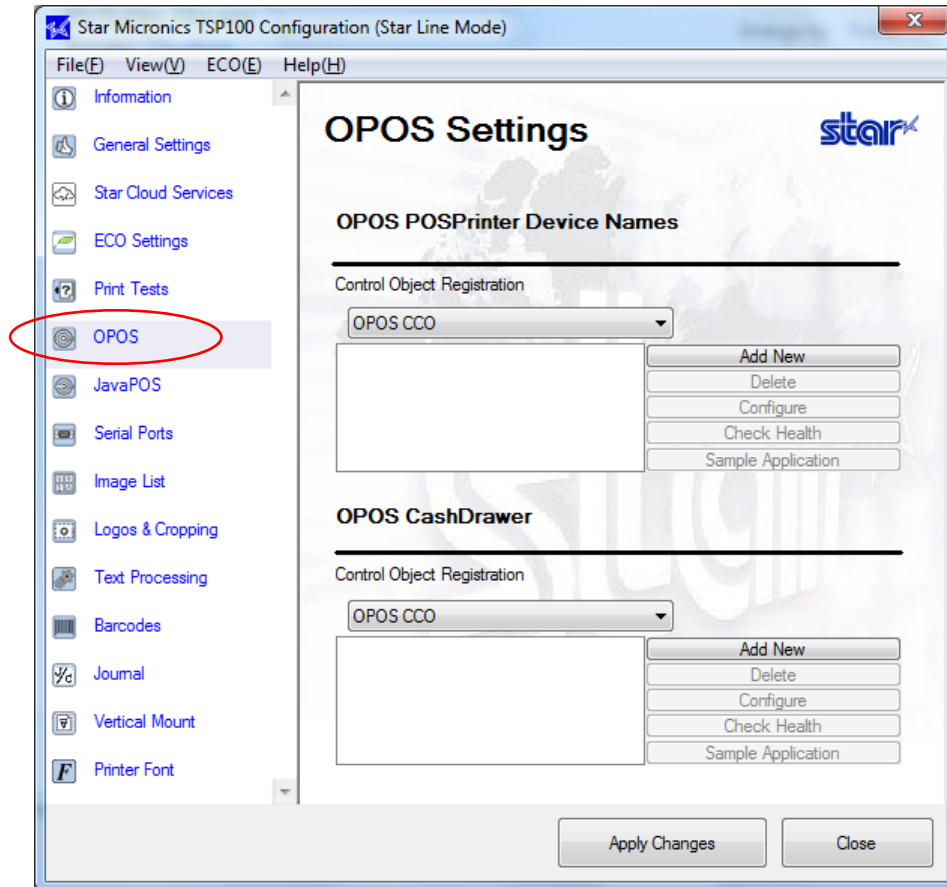 Star Micronics TSP100 Configuration (Star Line Mode)
File(F) View(V) ECO(E) Help(H)
Information
General Settings
Star Cloud Services
ECO Settings
Print Tests
OPOS
JavaPOS
Serial Ports
Image List
Logos & Cropping
Text Processing
Barcodes
Journal
Vertical Mount
Printer Font
OPOS Settings
star
OPOS POSPrinter Device Names
Control Object Registration
OPOS CCO
Add New
Delete
Configure
Check Health
Sample Application
OPOS CashDrawer
Control Object Registration
OPOS CCO
Add New
Delete
Configure
Check Health
Sample Application
Apply Changes
Close